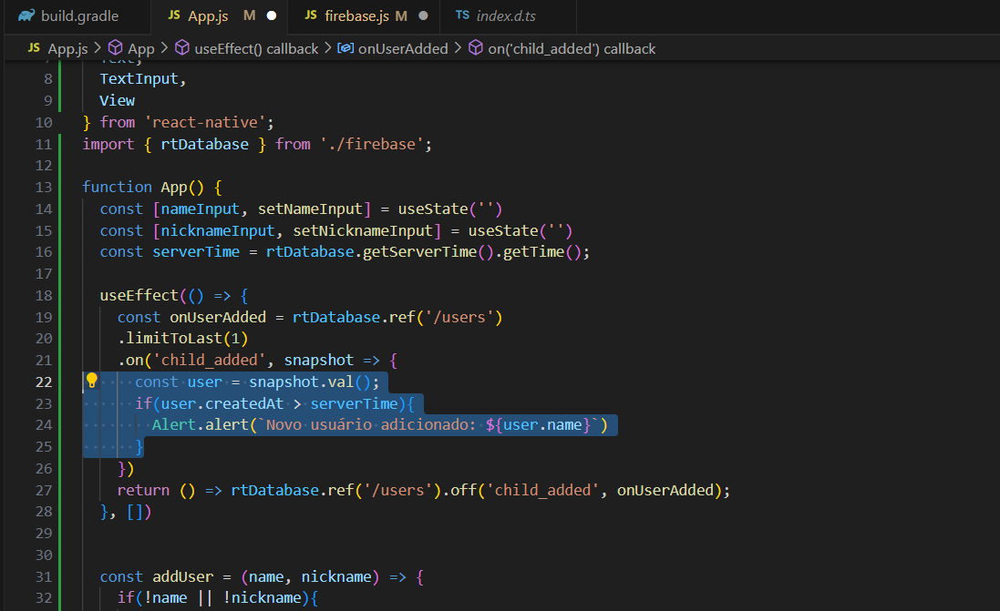 build.gradle
JS App.js M
JS firebase.js M
TS index.d.ts
JS App.js > App > useEffect() callback > onUserAdded > on('child_added') callback
7 Text,
8 TextInput,
9 View
10 } from 'react-native';
11 import { rtDatabase } from './firebase';
12
13 function App() {
14 const [nameInput, setNameInput] = useState('')
15 const [nicknameInput, setNicknameInput] = useState('')
16 const serverTime = rtDatabase.getServerTime().getTime();
17
18 useEffect(() => {
19 const onUserAdded = rtDatabase.ref('/users')
20 .limitToLast(1)
21 .on('child_added', snapshot => {
22 const user = snapshot.val();
23 if(user.createdAt > serverTime){
24 Alert.alert(`Novo usuário adicionado: ${user.name}`)
25 }
26 })
27 return () => rtDatabase.ref('/users').off('child_added', onUserAdded);
28 }, [])
29
30
31 const addUser = (name, nickname) => {
32 if(!name || !nickname){